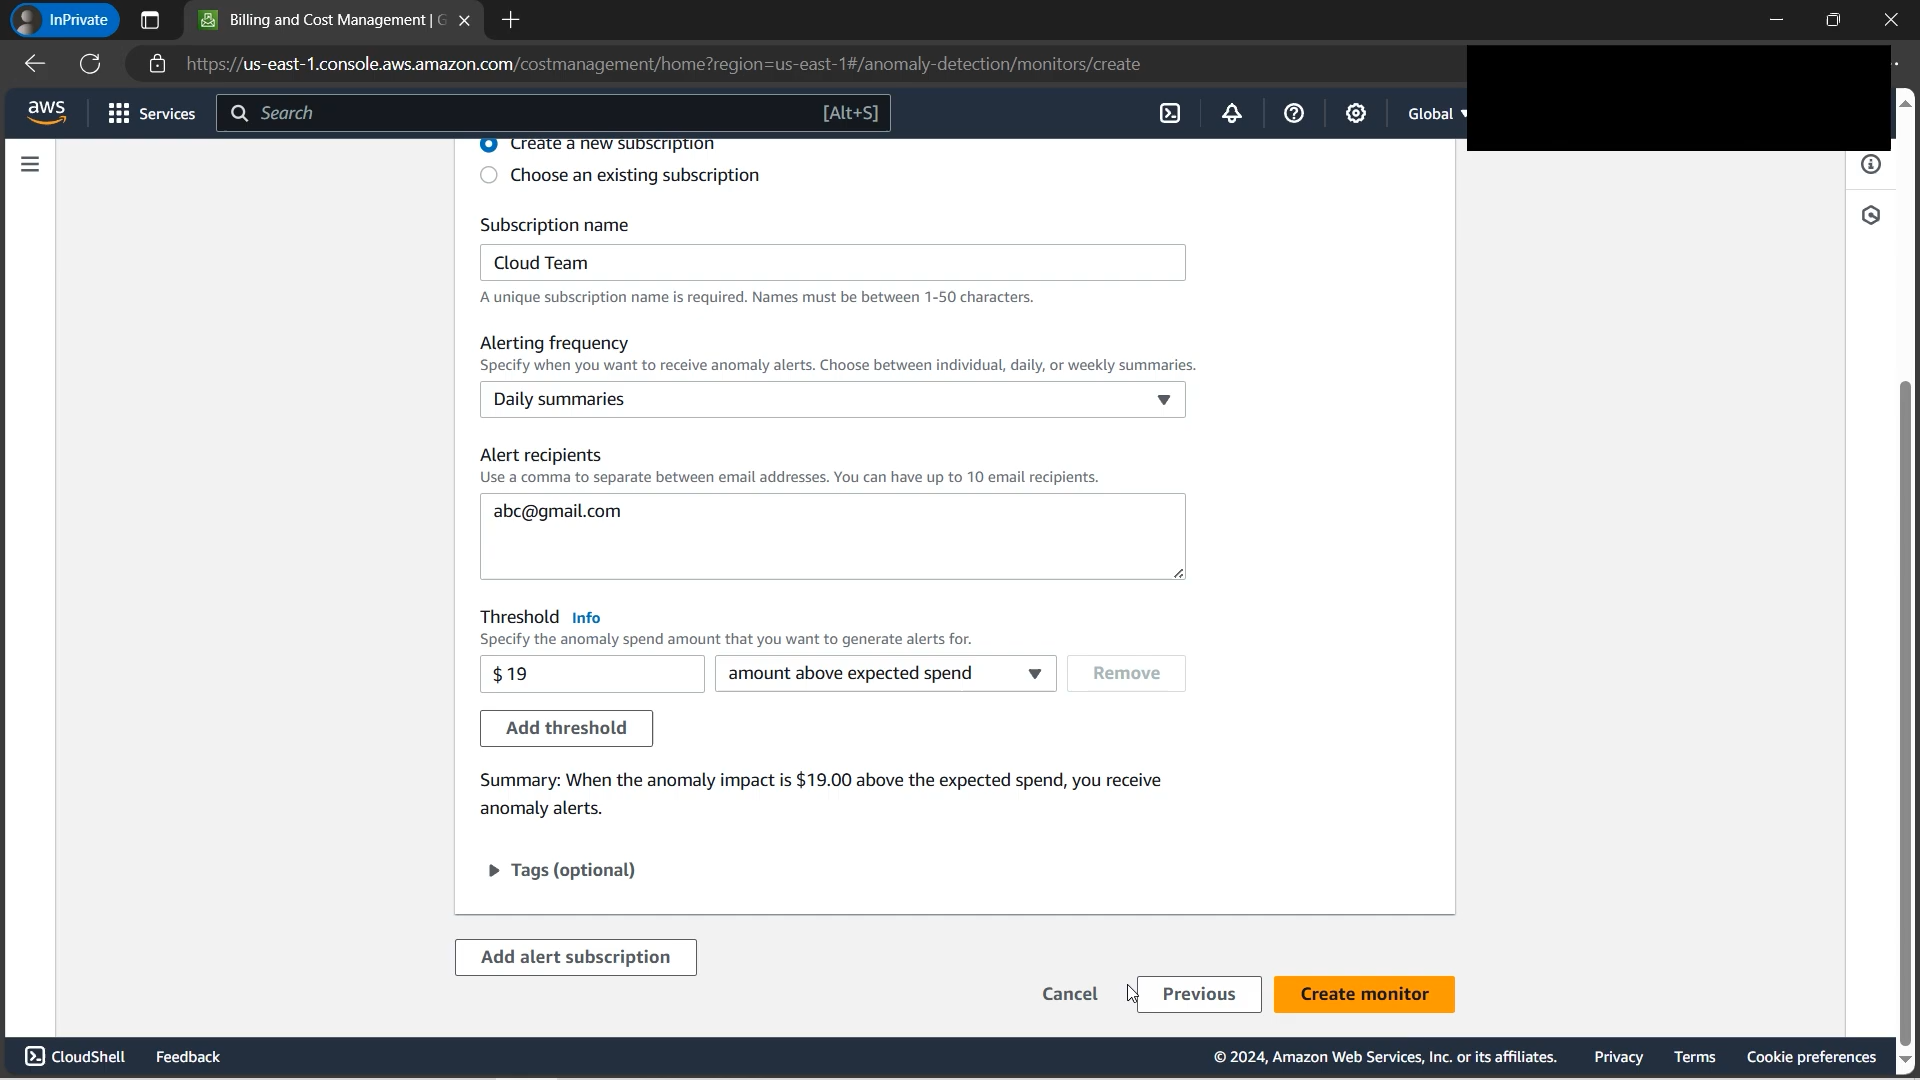 InPrivate
Billing and Cost Management | G
https://us-east-1.console.aws.amazon.com/costmanagement/home?region=us-east-1#/anomaly-detection/monitors/create
aws
Services
Search
[Alt+S]
Global
Create a new subscription
Choose an existing subscription
Subscription name
Cloud Team
A unique subscription name is required. Names must be between 1-50 characters.
Alerting frequency
Specify when you want to receive anomaly alerts. Choose between individual, daily, or weekly summaries.
Daily summaries
Alert recipients
Use a comma to separate between email addresses. You can have up to 10 email recipients.
abc@gmail.com
Threshold Info
Specify the anomaly spend amount that you want to generate alerts for.
$ 19
amount above expected spend
Remove
Add threshold
Summary: When the anomaly impact is $19.00 above the expected spend, you receive
anomaly alerts.
Tags (optional)
Add alert subscription
Cancel
Previous
Create monitor
CloudShell
Feedback
© 2024, Amazon Web Services, Inc. or its affiliates.
Privacy
Terms
Cookie preferences